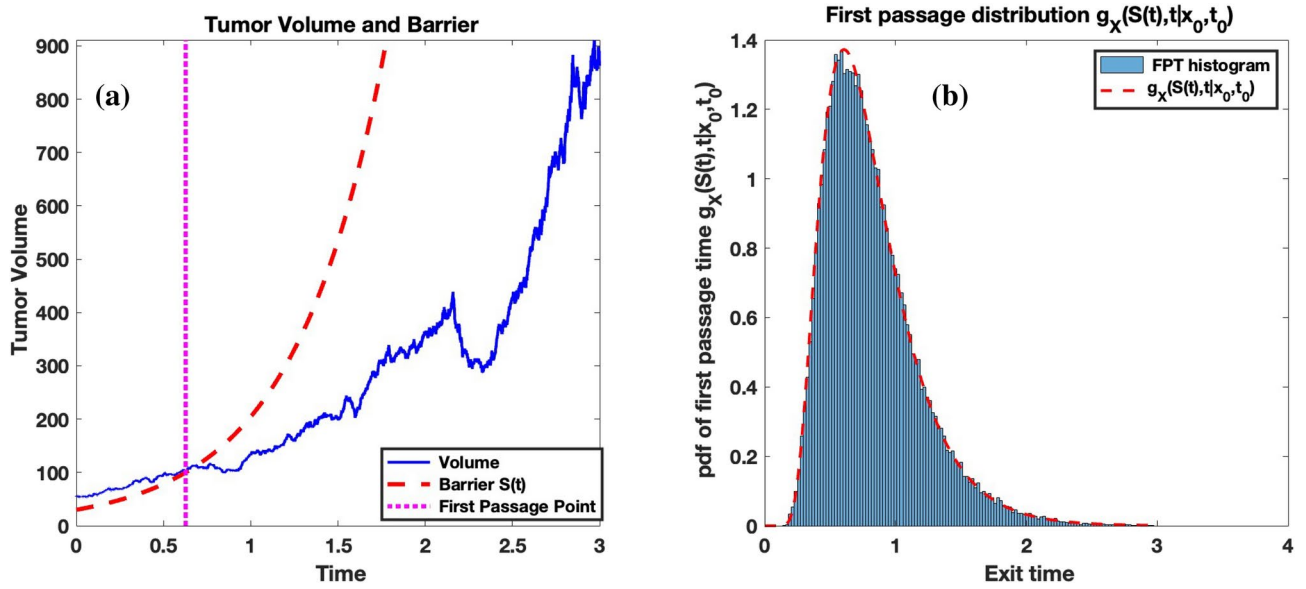 Tumor Volume and Barrier
(a)
Tumor Volume
900
800
700
600
500
400
300
200
100
0
0 0.5 1 1.5 2 2.5 3
Time
Volume
Barrier S(t)
First Passage Point
First passage distribution g_X(S(t),t|x_0,t_0)
(b)
pdf of first passage time g_X(S(t),t|x_0,t_0)
1.4
1.2
1
0.8
0.6
0.4
0.2
0
0 1 2 3 4
Exit time
FPT histogram
g_X(S(t),t|x_0,t_0)